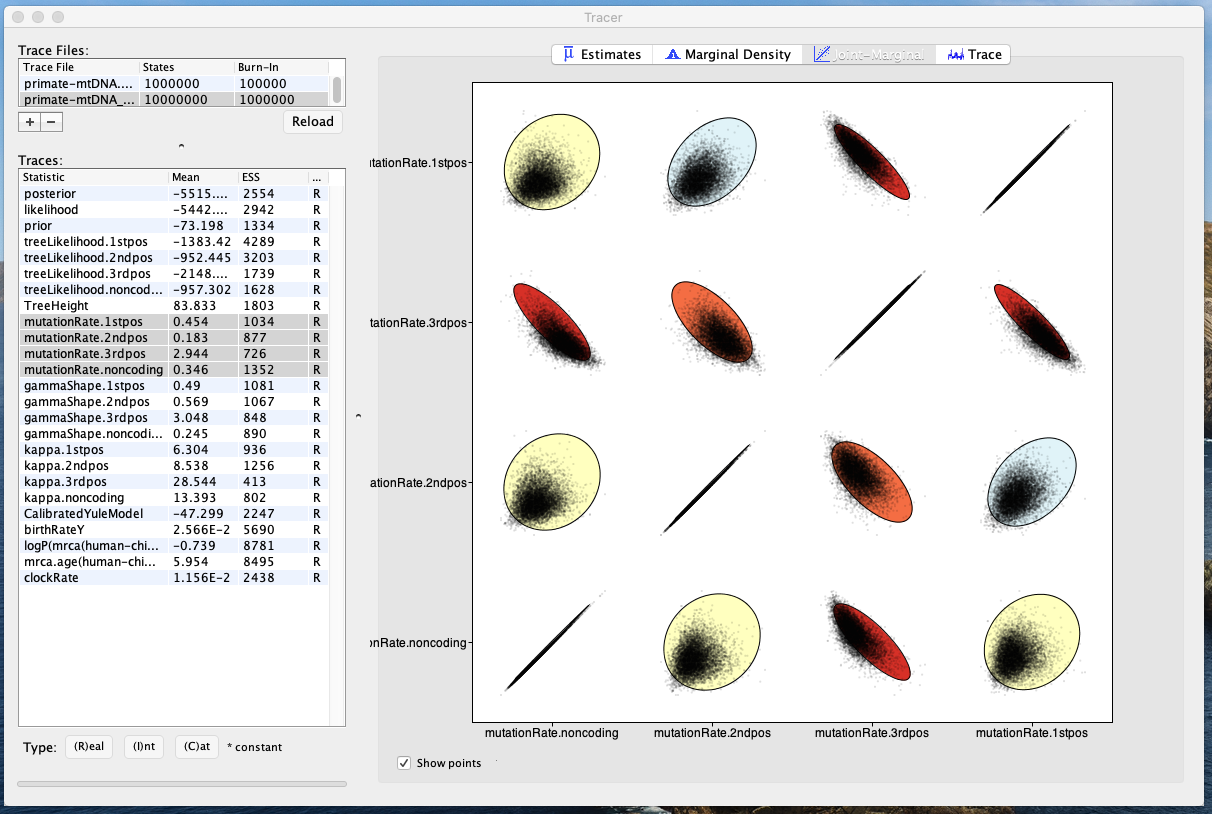 Tracer
Trace Files:
Trace File States Burn-In
primate-mtDNA.... 1000000 100000
primate-mtDNA_... 10000000 1000000
+ − Reload
Traces:
Statistic Mean ESS ...
posterior -5515.... 2554 R
likelihood -5442.... 2942 R
prior -73.198 1334 R
treeLikelihood.1stpos -1383.42 4289 R
treeLikelihood.2ndpos -952.445 3203 R
treeLikelihood.3rdpos -2148.... 1739 R
treeLikelihood.noncod... -957.302 1628 R
TreeHeight 83.833 1803 R
mutationRate.1stpos 0.454 1034 R
mutationRate.2ndpos 0.183 877 R
mutationRate.3rdpos 2.944 726 R
mutationRate.noncoding 0.346 1352 R
gammaShape.1stpos 0.49 1081 R
gammaShape.2ndpos 0.569 1067 R
gammaShape.3rdpos 3.048 848 R
gammaShape.noncodi... 0.245 890 R
kappa.1stpos 6.304 936 R
kappa.2ndpos 8.538 1256 R
kappa.3rdpos 28.544 413 R
kappa.noncoding 13.393 802 R
CalibratedYuleModel -47.299 2247 R
birthRateY 2.566E-2 5690 R
logP(mrca(human-chi... -0.739 8781 R
mrca.age(human-chi... 5.954 8495 R
clockRate 1.156E-2 2438 R
Type: (R)eal (I)nt (C)at * constant
μ Estimates Marginal Density Joint-Marginal Trace
utationRate.1stpos
tationRate.3rdpos
ationRate.2ndpos
onRate.noncoding
mutationRate.noncoding mutationRate.2ndpos mutationRate.3rdpos mutationRate.1stpos
Show points